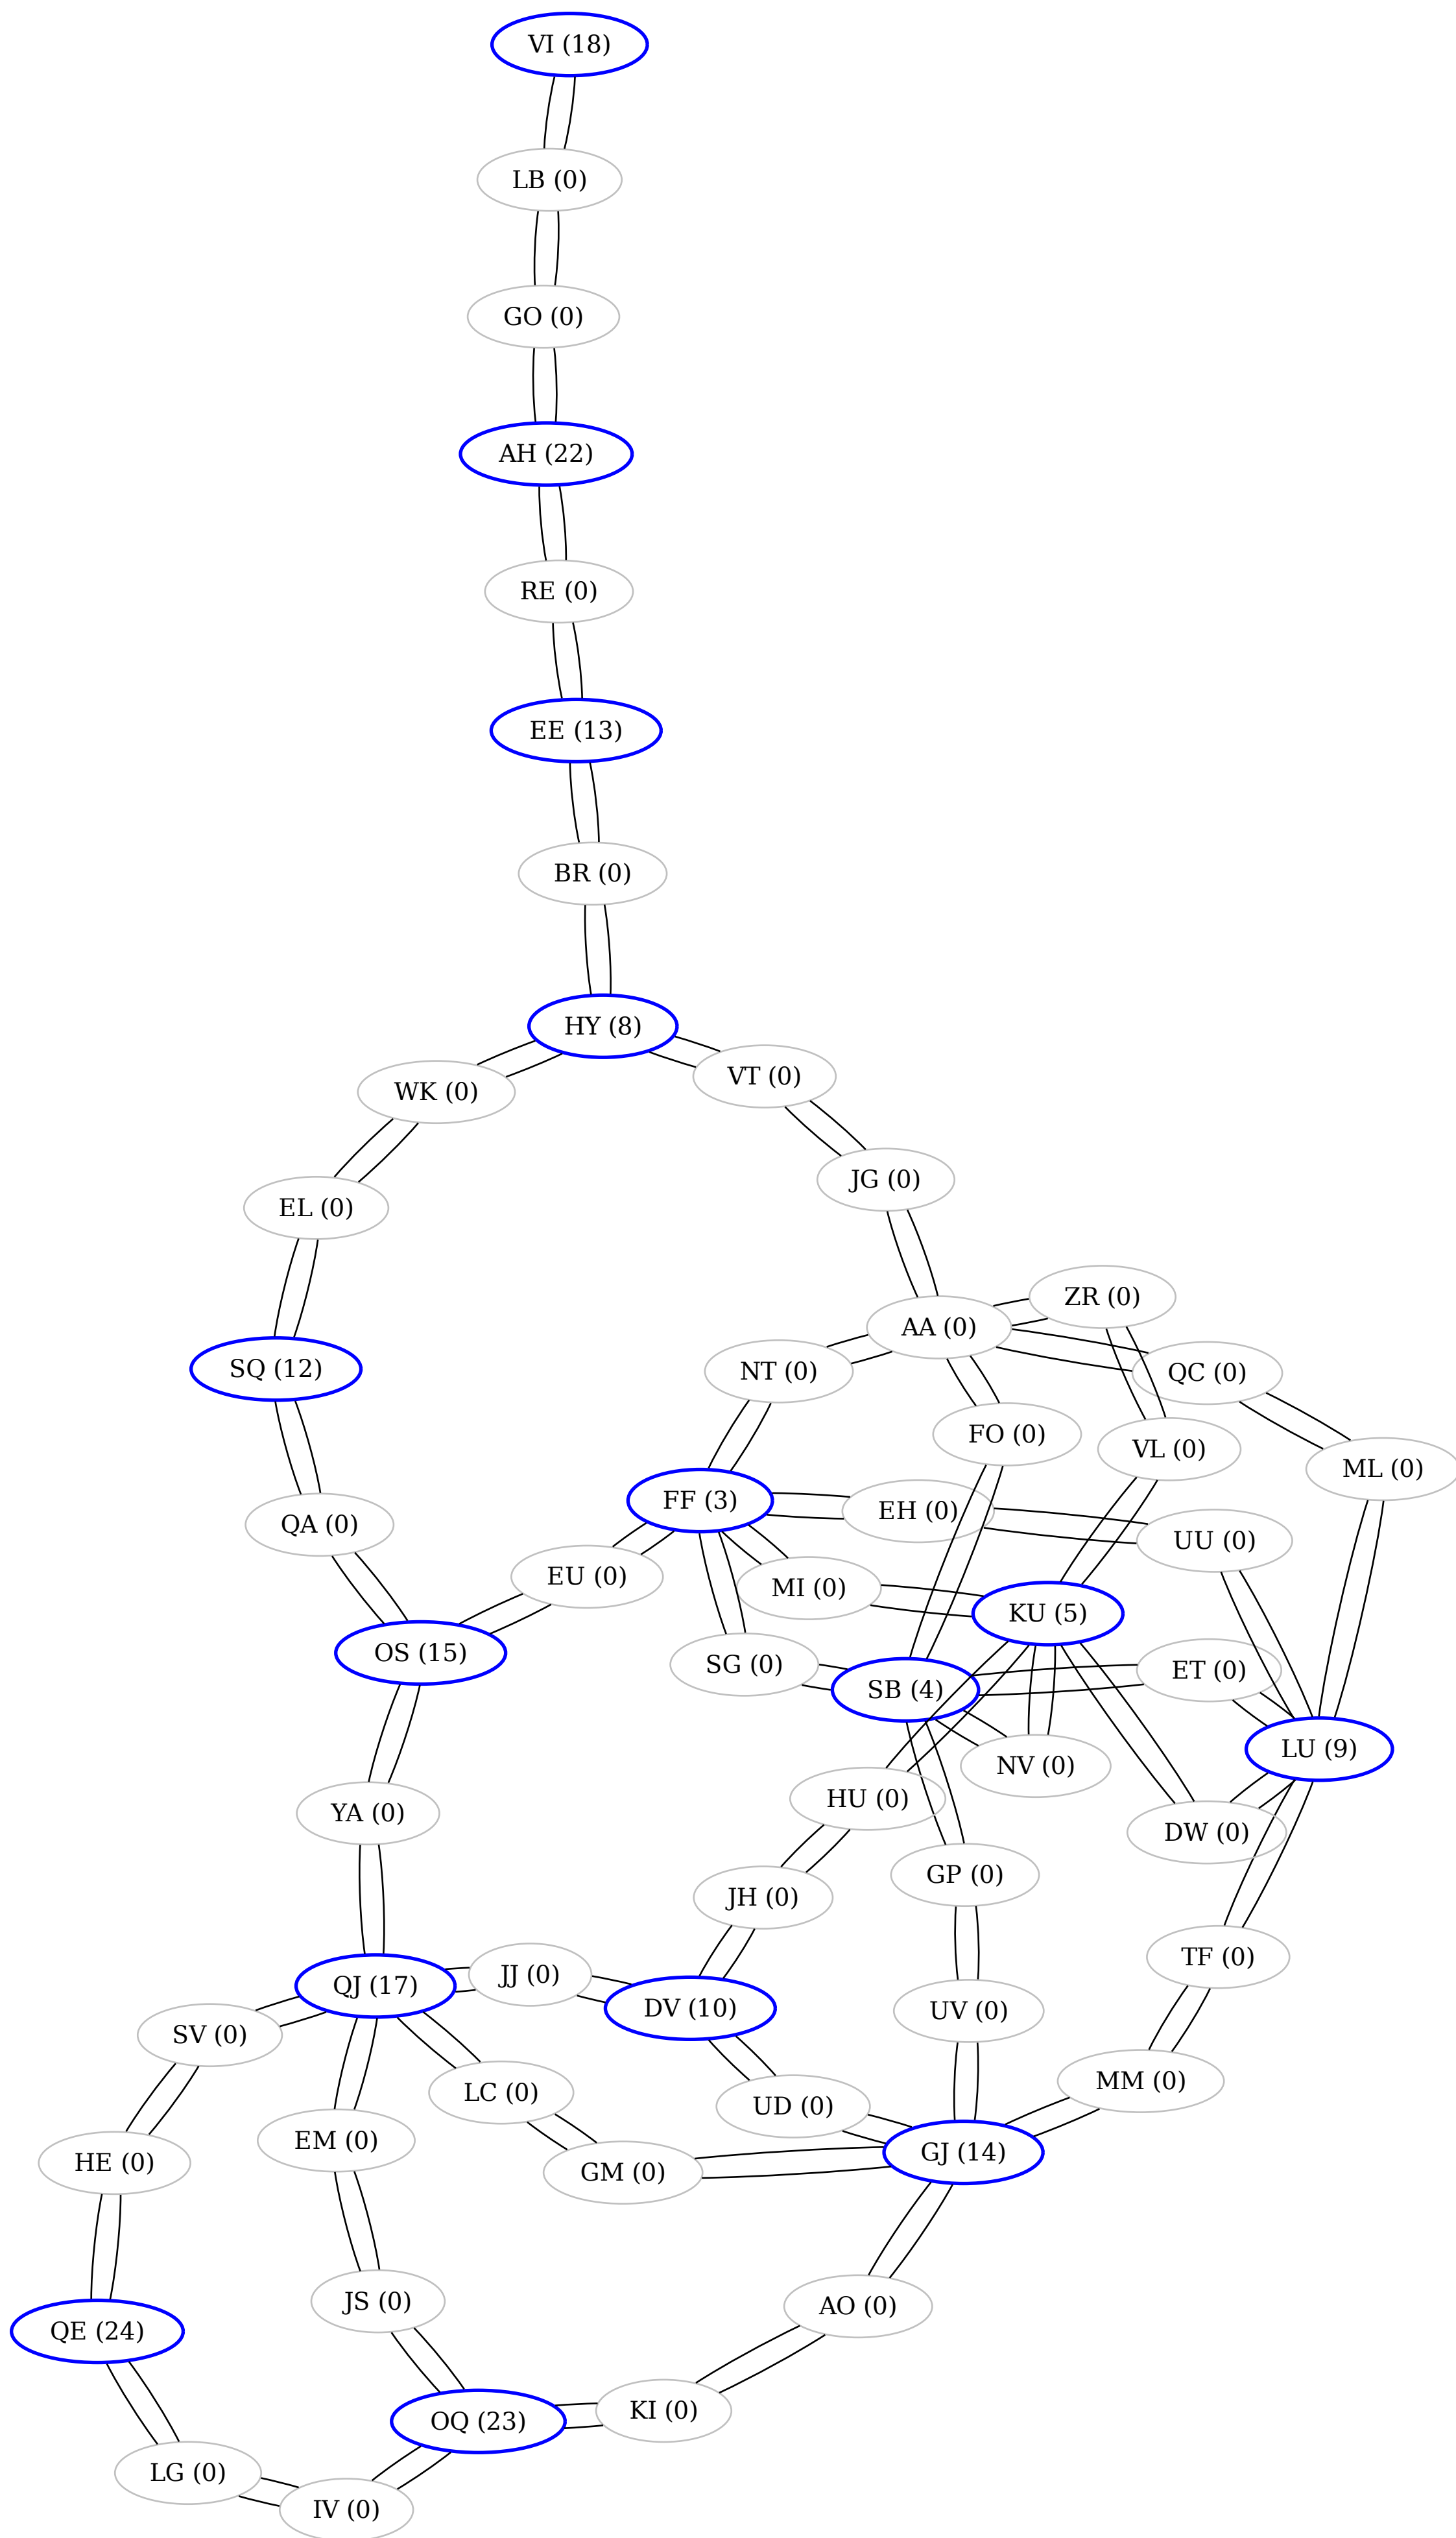 VI (18)
LB (0)
GO (0)
AH (22)
RE (0)
EE (13)
BR (0)
HY (8)
WK (0)
VT (0)
JG (0)
EL (0)
ZR (0)
AA (0)
SQ (12)
NT (0)
QC (0)
FO (0)
VL (0)
ML (0)
FF (3)
EH (0)
QA (0)
UU (0)
EU (0)
MI (0)
KU (5)
OS (15)
SG (0)
ET (0)
SB (4)
LU (9)
NV (0)
HU (0)
YA (0)
DW (0)
GP (0)
JH (0)
TF (0)
JJ (0)
QJ (17)
DV (10)
UV (0)
SV (0)
MM (0)
LC (0)
UD (0)
EM (0)
GJ (14)
HE (0)
GM (0)
JS (0)
AO (0)
QE (24)
KI (0)
OQ (23)
LG (0)
IV (0)